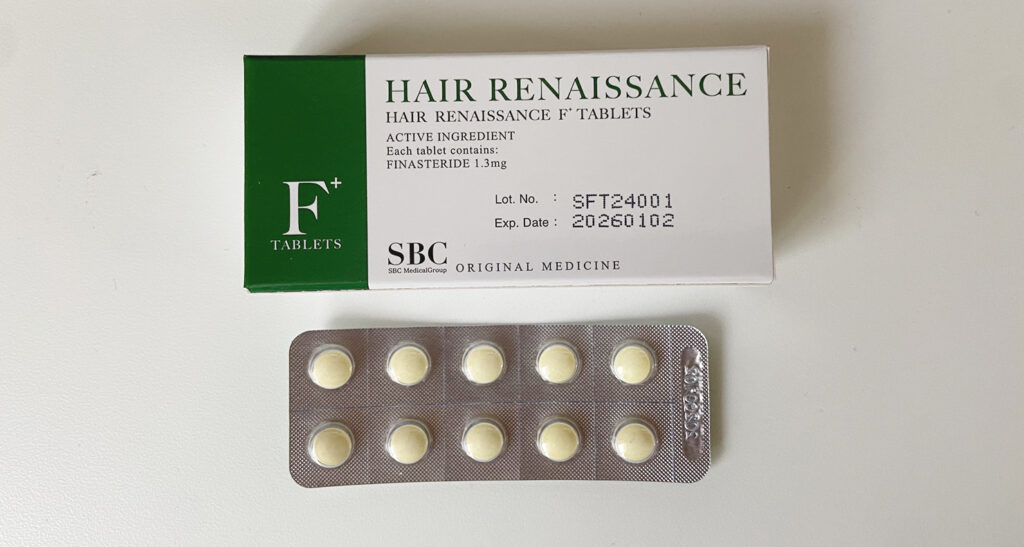 HAIR RENAISSANCE
HAIR RENAISSANCE F+ TABLETS
ACTIVE INGREDIENT
Each tablet contains:
FINASTERIDE 1.3mg
F+
TABLETS
Lot. No. : SFT24001
Exp. Date : 20260102
SBC
SBC MedicalGroup
ORIGINAL MEDICINE